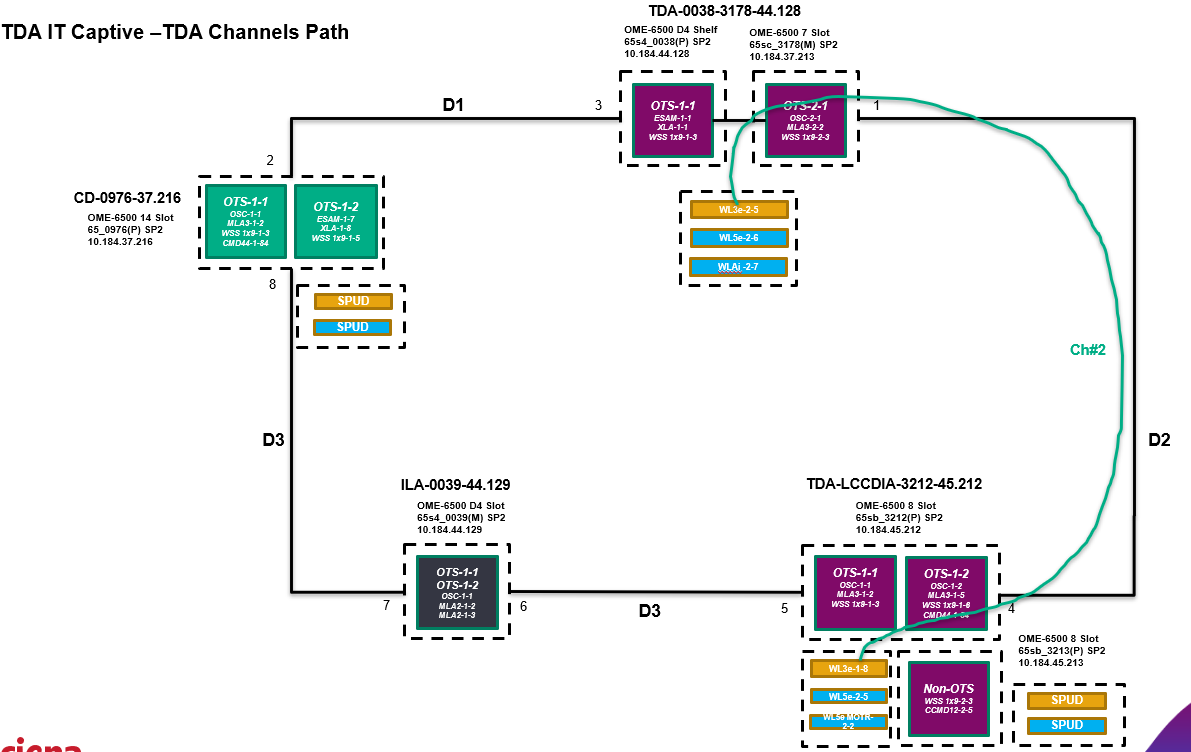 TDA IT Captive –TDA Channels Path
TDA-0038-3178-44.128
OME-6500 D4 Shelf
65s4_0038(P) SP2
10.184.44.128
OME-6500 7 Slot
65sc_3178(M) SP2
10.184.37.213
D1
3
OTS-1-1
ESAM-1-1
XLA-1-1
WSS 1x9-1-3
OTS-2-1
OSC-2-1
MLA3-2-2
WSS 1x9-2-3
1
2
CD-0976-37.216
OME-6500 14 Slot
65_0976(P) SP2
10.184.37.216
OTS-1-1
OSC-1-1
MLA3-1-2
WSS 1x9-1-3
CMD44-1-84
OTS-1-2
ESAM-1-7
XLA-1-8
WSS 1x9-1-5
WL3e-2-5
WL5e-2-6
WLAi -2-7
8
SPUD
SPUD
Ch#2
D3
D2
ILA-0039-44.129
OME-6500 D4 Slot
65s4_0039(M) SP2
10.184.44.129
OTS-1-1
OTS-1-2
OSC-1-1
MLA2-1-2
MLA2-1-3
7
6
D3
TDA-LCCDIA-3212-45.212
OME-6500 8 Slot
65sb_3212(P) SP2
10.184.45.212
5
OTS-1-1
OSC-1-1
MLA3-1-2
WSS 1x9-1-3
OTS-1-2
OSC-1-2
MLA3-1-5
WSS 1x9-1-6
CMD44-1-84
4
OME-6500 8 Slot
65sb_3213(P) SP2
10.184.45.213
WL3e-1-8
WL5e-2-5
WL5e MOTR-
2-2
Non-OTS
WSS 1x9-2-3
CCMD12-2-5
SPUD
SPUD
ciena